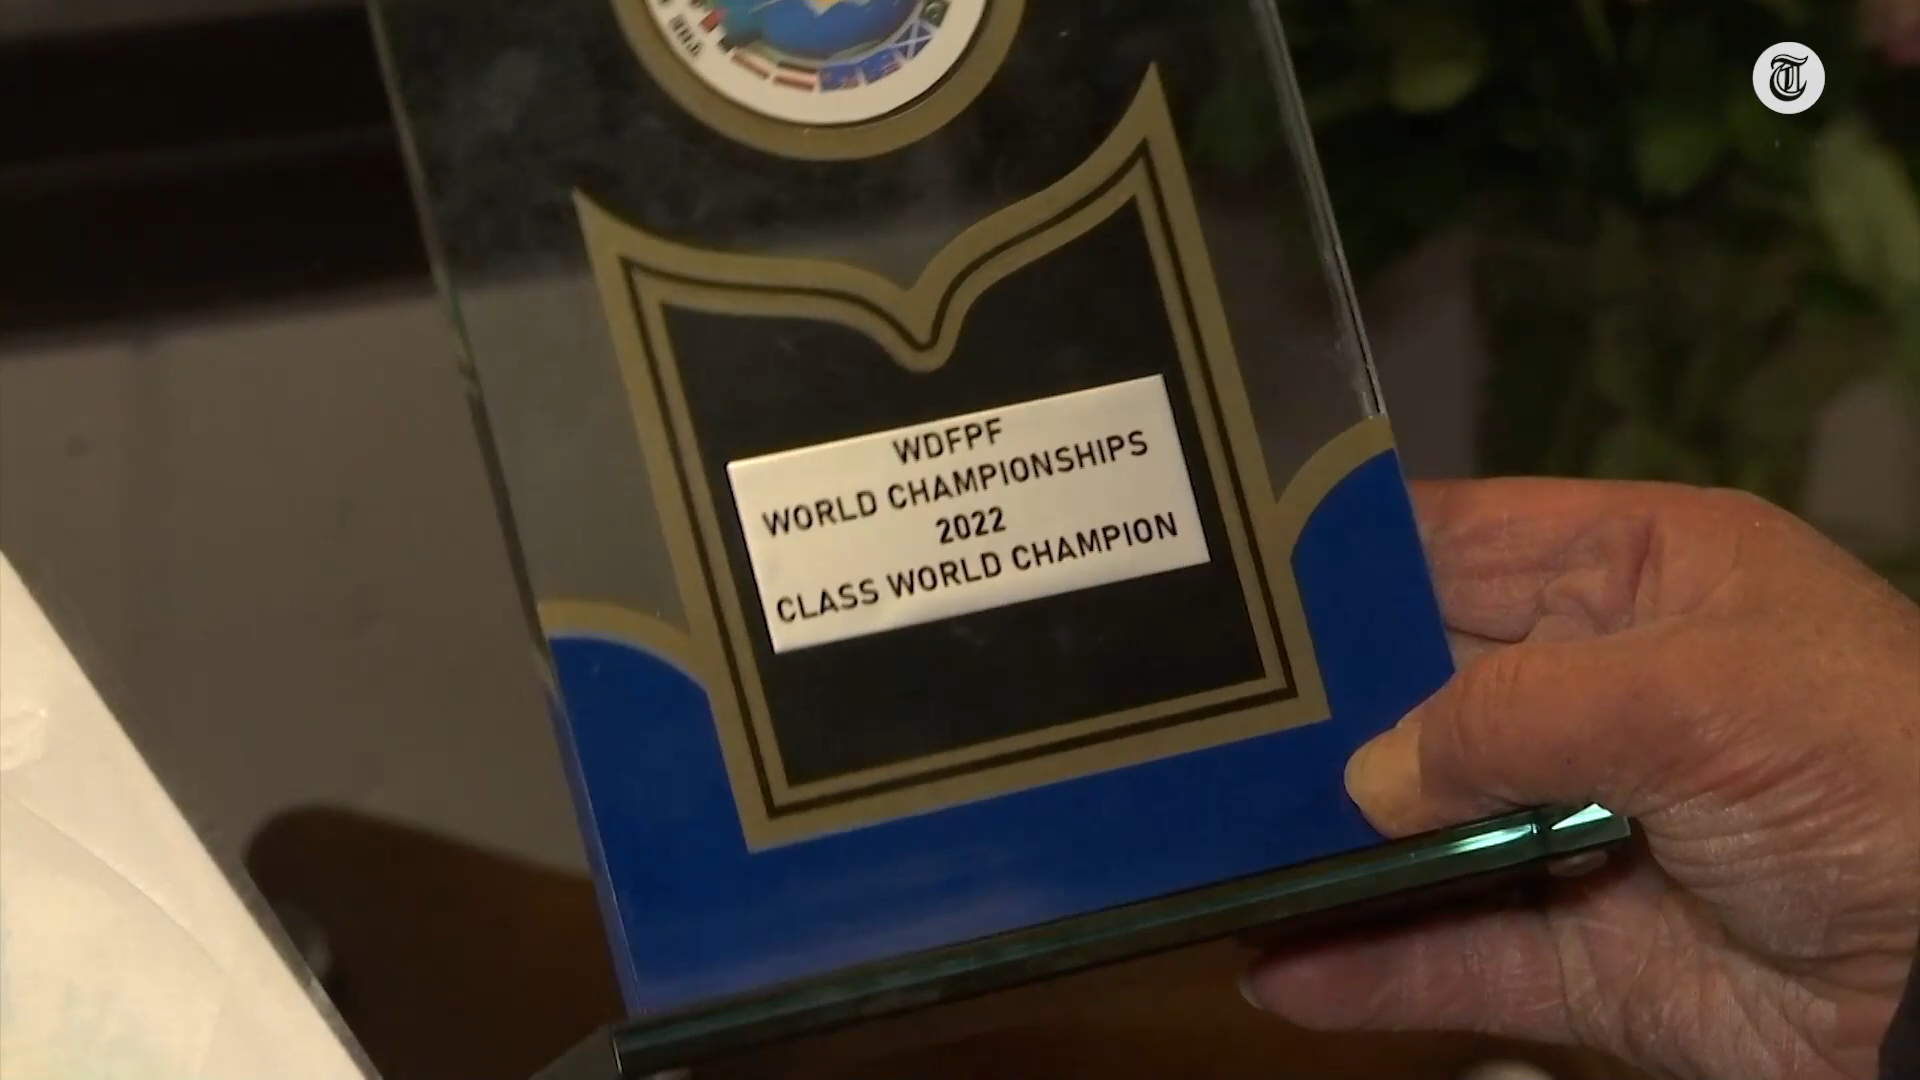 WDFPF
WORLD CHAMPIONSHIPS
2022
CLASS WORLD CHAMPION
T